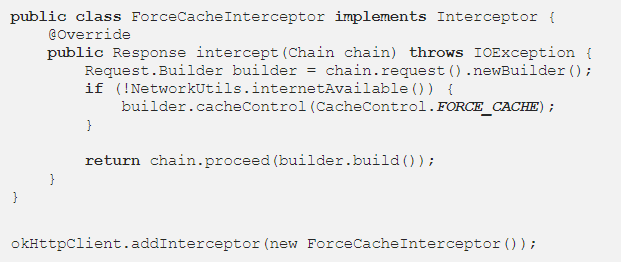 public class ForceCacheInterceptor implements Interceptor {
    @Override
    public Response intercept(Chain chain) throws IOException {
        Request.Builder builder = chain.request().newBuilder();
        if (!NetworkUtils.internetAvailable()) {
            builder.cacheControl(CacheControl.FORCE_CACHE);
        }

        return chain.proceed(builder.build());
    }
}

okHttpClient.addInterceptor(new ForceCacheInterceptor());